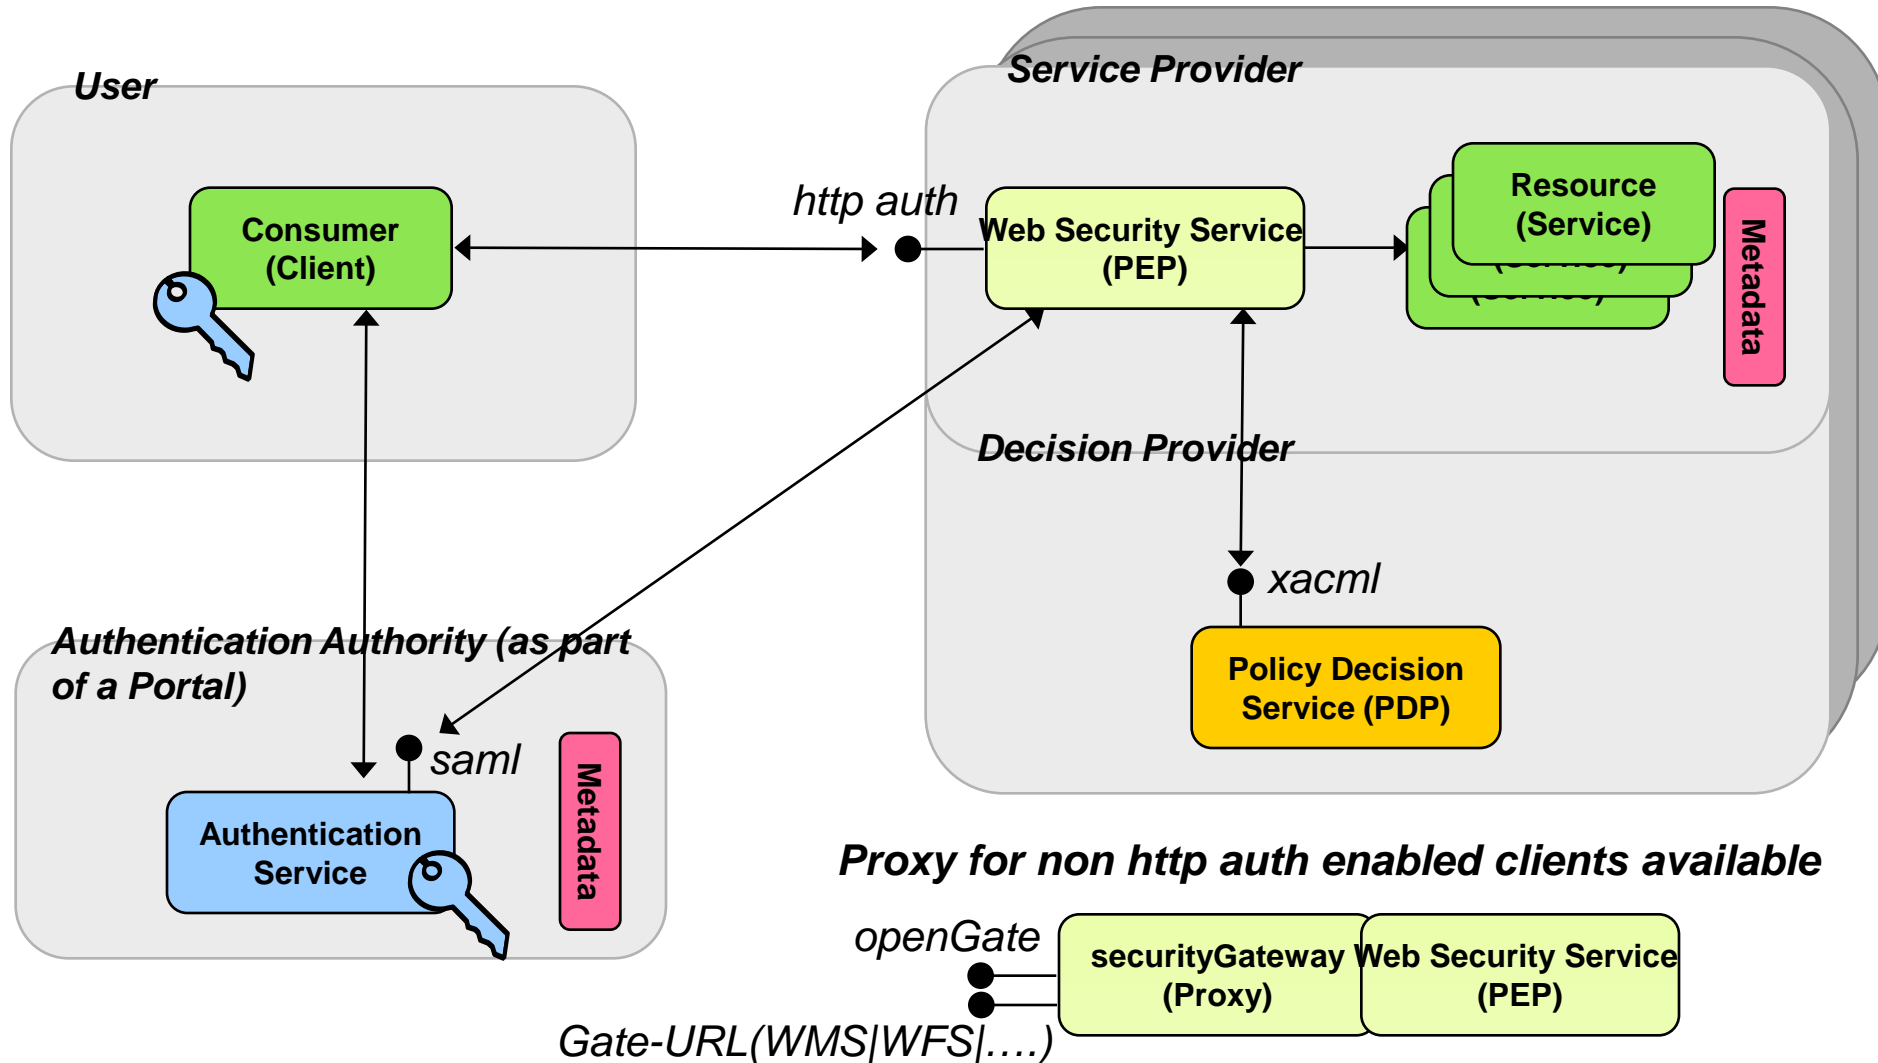 User
Service Provider
Consumer
(Client)
http auth
Web Security Service
(PEP)
Resource
(Service)
(Service)
(Service)
Metadata
Decision Provider
xacml
Policy Decision
Service (PDP)
Authentication Authority (as part
of a Portal)
saml
Authentication
Service
Metadata
Proxy for non http auth enabled clients available
openGate
securityGateway
(Proxy)
Web Security Service
(PEP)
Gate-URL(WMS|WFS|….)